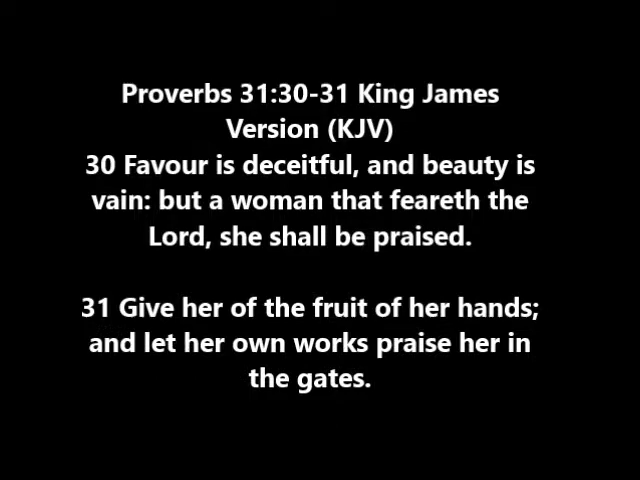 Proverbs 31:30-31 King James
Version (KJV)
30 Favour is deceitful, and beauty is
vain: but a woman that feareth the
Lord, she shall be praised.
31 Give her of the fruit of her hands;
and let her own works praise her in
the gates.